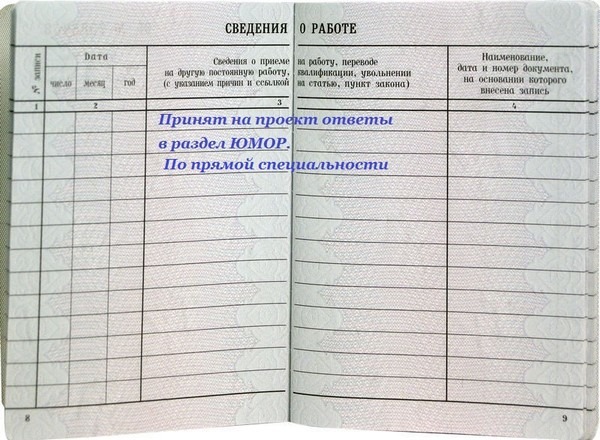 СВЕДЕНИЯ О РАБОТЕ
№ записи
Дата
число месяц год
Сведения о приеме на работу, переводе
на другую постоянную работу, квалификации, увольнении
(с указанием причин и ссылкой на статью, пункт закона)
Наименование,
дата и номер документа,
на основании которого
внесена запись
1 2 3 4
Принят на проект ответы
в раздел ЮМОР.
По прямой специальности
8 9